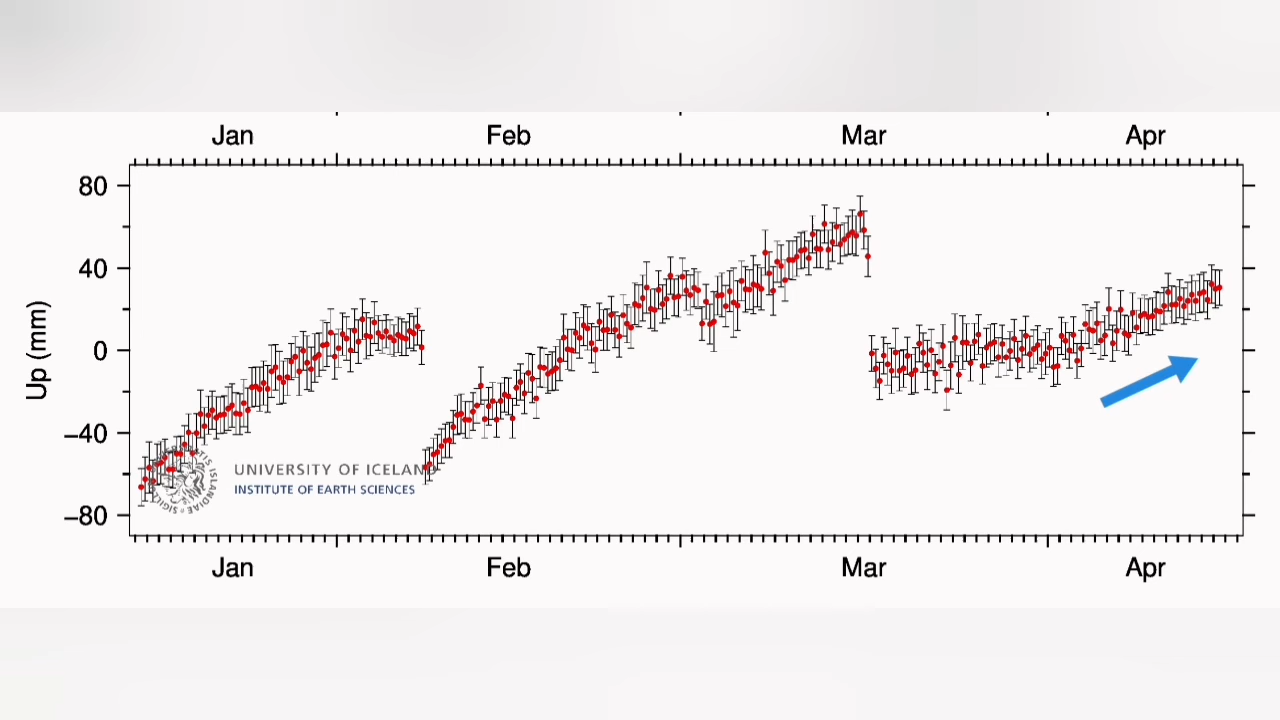 Jan Feb Mar Apr
80
40
0
−40
−80
Up (mm)
UNIVERSITY OF ICELAND
INSTITUTE OF EARTH SCIENCES
Jan Feb Mar Apr